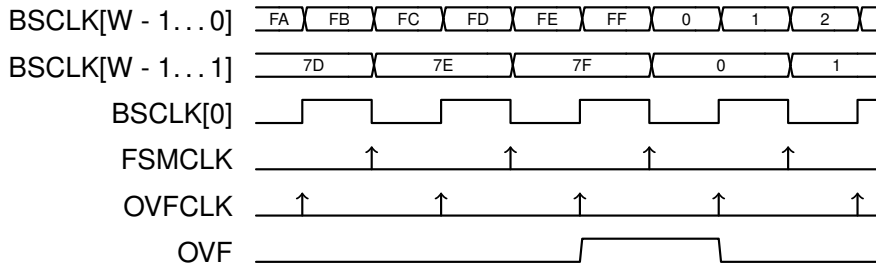 BSCLK[W - 1...0] FA FB FC FD FE FF 0 1 2
BSCLK[W - 1...1] 7D 7E 7F 0 1
BSCLK[0]
FSMCLK
OVFCLK
OVF